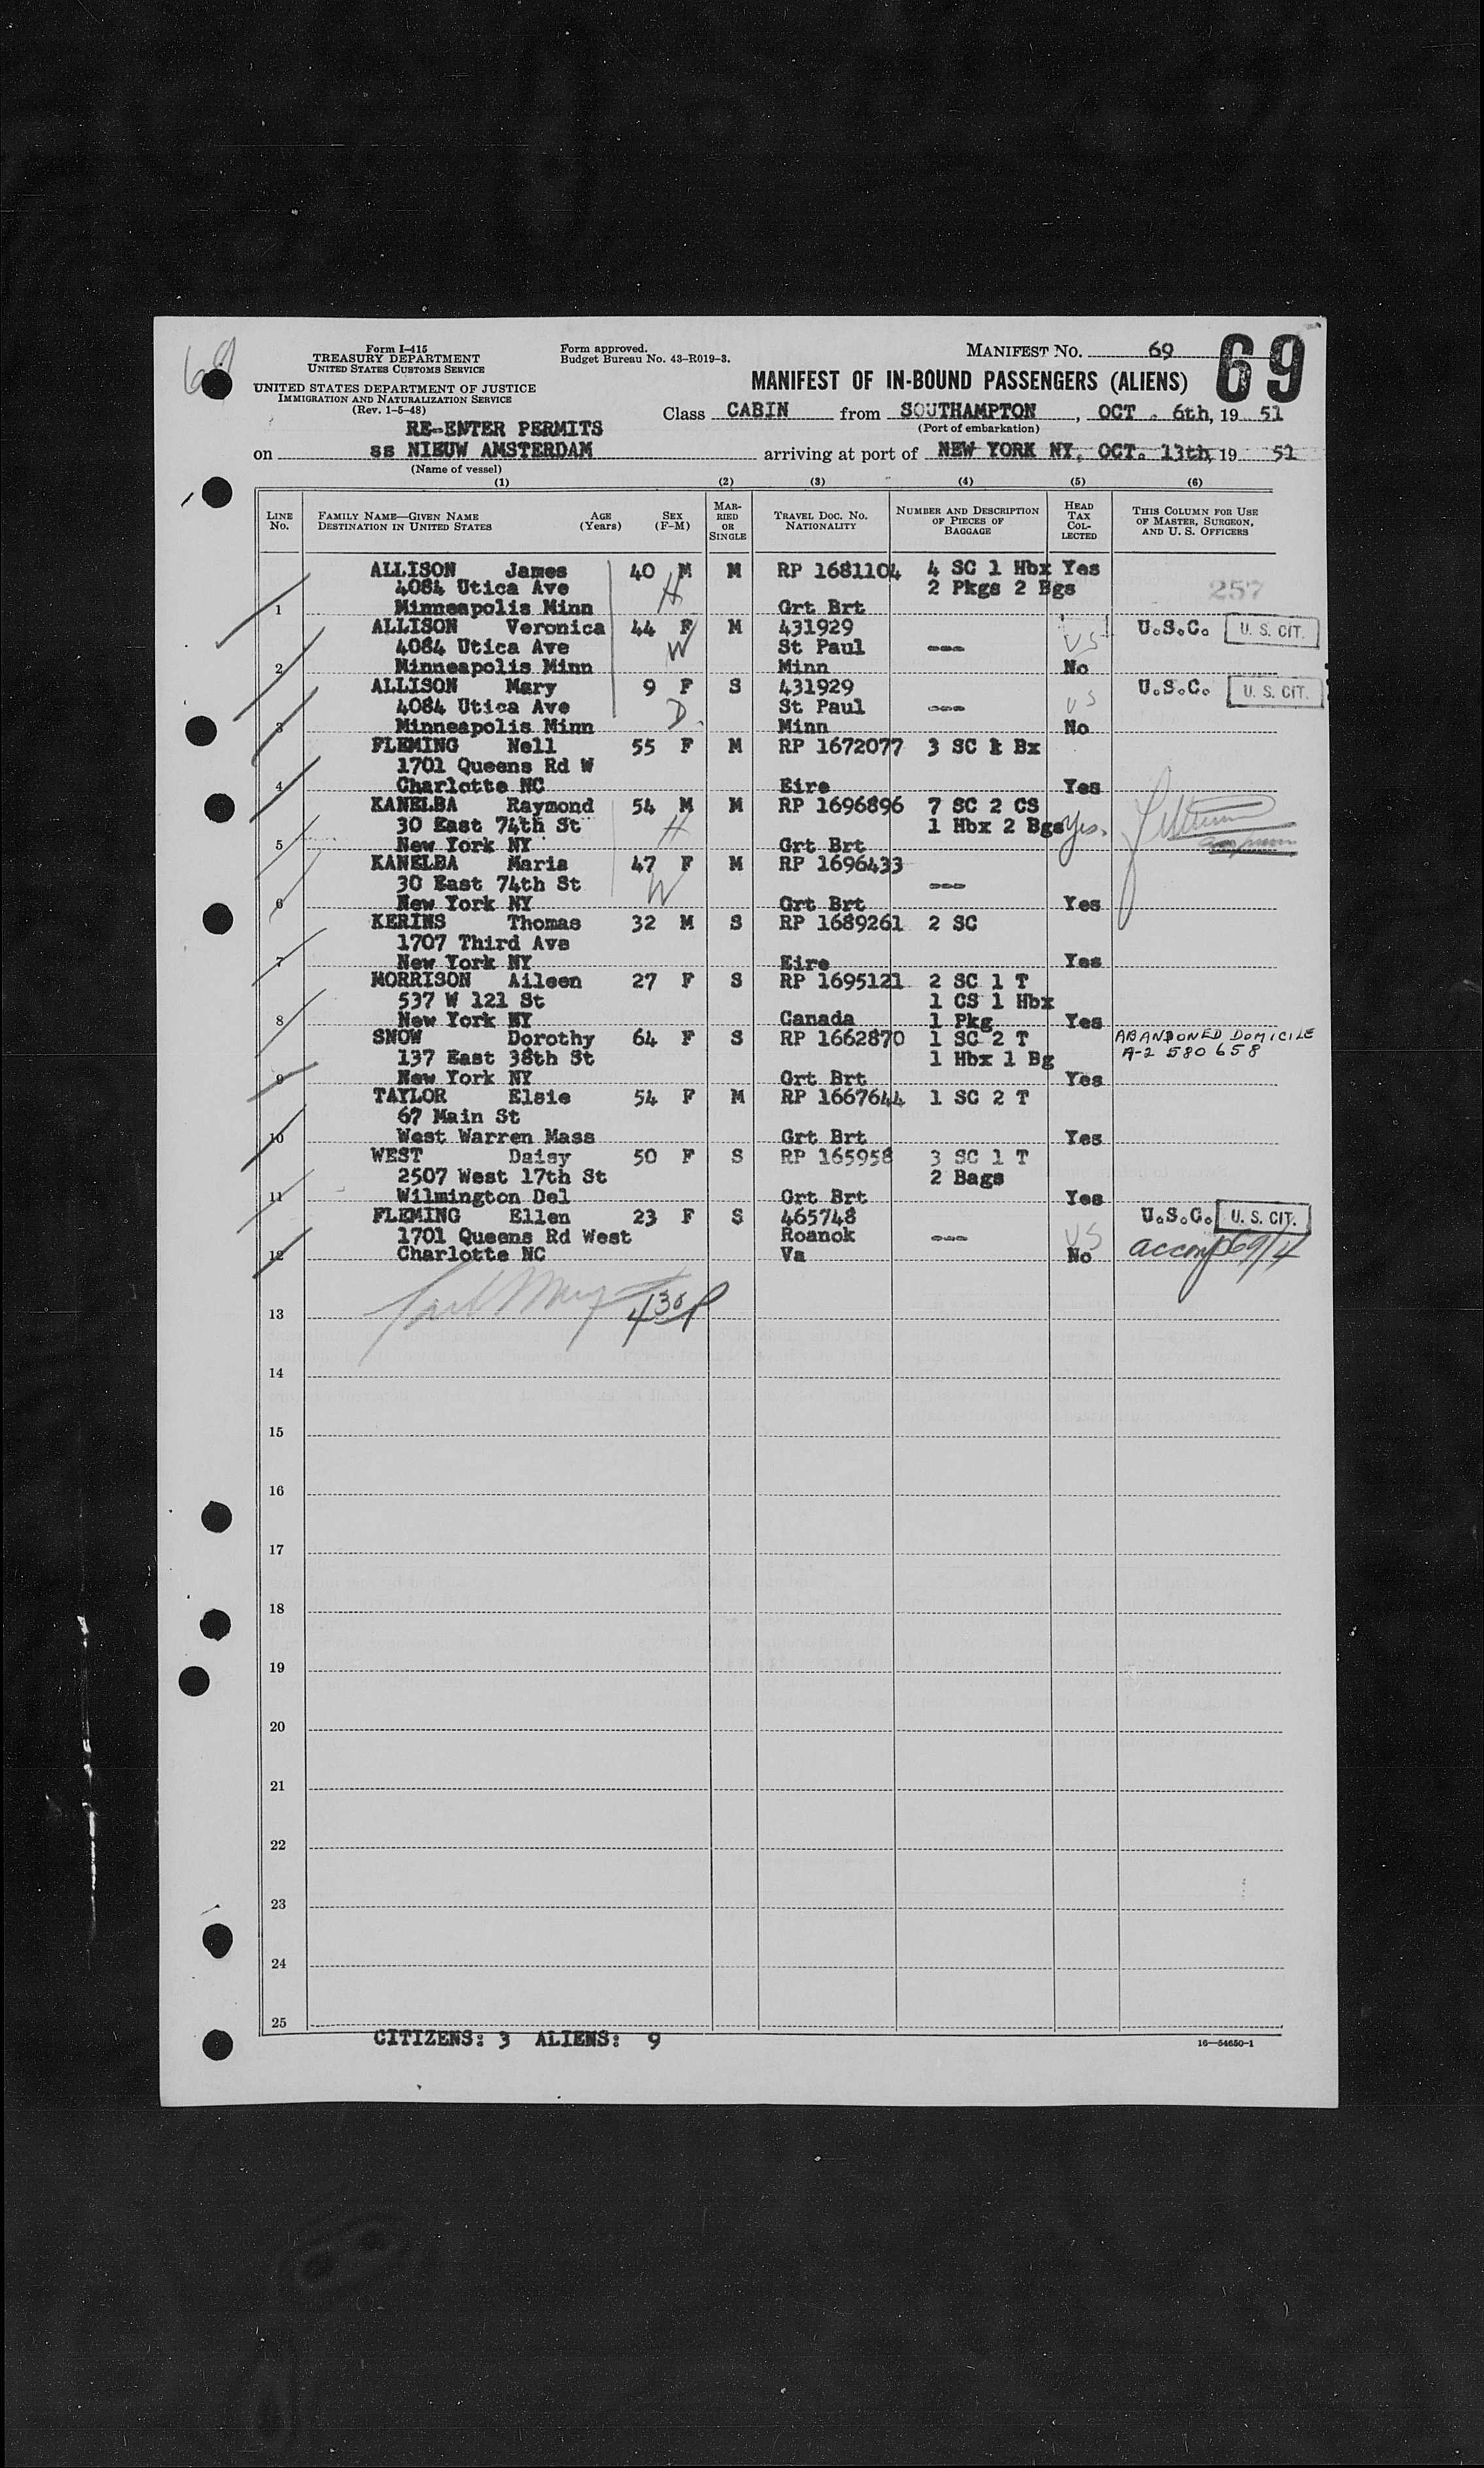 68
Form I-415
TREASURY DEPARTMENT
UNITED STATES CUSTOMS SERVICE
UNITED STATES DEPARTMENT OF JUSTICE
IMMIGRATION AND NATURALIZATION SERVICE
(Rev. 1-5-48)
Form approved.
Budget Bureau No. 43-R019-3.
MANIFEST NO. 69
69
MANIFEST OF IN-BOUND PASSENGERS (ALIENS)
Class CABIN from SOUTHAMPTON, OCT. 6th, 19 51
(Port of embarkation)
RE-ENTER PERMITS
on ss NIEUW AMSTERDAM arriving at port of NEW YORK NY, OCT. 13th, 19 51
(Name of vessel)
(1) (2) (3) (4) (5) (6)
LINE NO. FAMILY NAME—GIVEN NAME DESTINATION IN UNITED STATES AGE (Years) SEX (F-M) MARRIED OR SINGLE TRAVEL DOC. NO. NATIONALITY NUMBER AND DESCRIPTION OF PIECES OF BAGGAGE HEAD TAX COLLECTED THIS COLUMN FOR USE OF MASTER, SURGEON, AND U. S. OFFICERS
ALLISON James 40 M M RP 1681104 4 SC 1 Hbx Yes
4084 Utica Ave H 2 Pkgs 2 Bgs 257
1 Minneapolis Minn Grt Brt
ALLISON Veronica 44 F M 431929 U.S.C. U. S. CIT.
4084 Utica Ave W St Paul --- US
2 Minneapolis Minn Minn No
ALLISON Mary 9 F S 431929 U.S.C. U. S. CIT.
4084 Utica Ave D. St Paul --- US
3 Minneapolis Minn Minn No
FLEMING Nell 55 F M RP 1672077 3 SC 1 Bx
1701 Queens Rd W
4 Charlotte NC Eire Yes
KANELBA Raymond 54 M M RP 1696896 7 SC 2 CS
30 East 74th St H 1 Hbx 2 Bgs Yes.
5 New York NY Grt Brt
KANELBA Maria 47 F M RP 1696433
30 East 74th St W ---
6 New York NY Grt Brt Yes
KERINS Thomas 32 M S RP 1689261 2 SC
1707 Third Ave
7 New York NY Eire Yes
MORRISON Aileen 27 F S RP 1695121 2 SC 1 T
537 W 121 St 1 CS 1 Hbx
8 New York NY Canada 1 Pkg Yes
SNOW Dorothy 64 F S RP 1662870 1 SC 2 T ABANDONED DOMICILE
137 East 38th St 1 Hbx 1 Bg A-2 580658
9 New York NY Grt Brt Yes
TAYLOR Elsie 54 F M RP 1667644 1 SC 2 T
67 Main St
10 West Warren Mass Grt Brt Yes
WEST Daisy 50 F S RP 165958 3 SC 1 T
2507 West 17th St 2 Bags
11 Wilmington Del Grt Brt Yes
FLEMING Ellen 23 F S 465748 U.S.C. U. S. CIT.
1701 Queens Rd West Roanok --- US
12 Charlotte NC Va No accomp 69/4
430 P
13
14
15
16
17
18
19
20
21
22
23
24
25
CITIZENS: 3 ALIENS: 9
16—54650-1